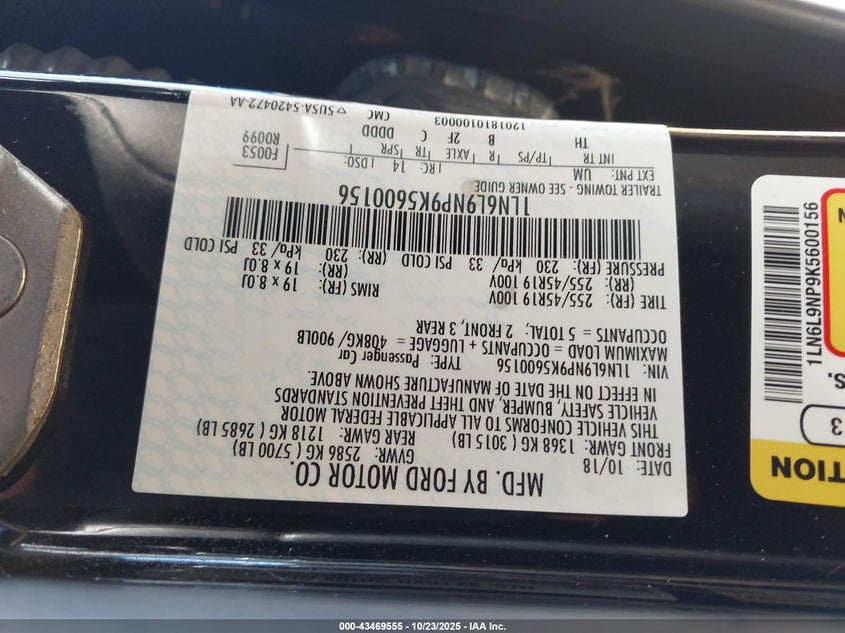 MFD. BY FORD MOTOR CO.
DATE: 10/18 GVWR: 2586 KG ( 5700 LB)
FRONT GAWR: 1368 KG ( 3015 LB) REAR GAWR: 1218 KG ( 2685 LB)
THIS VEHICLE CONFORMS TO ALL APPLICABLE FEDERAL MOTOR
VEHICLE SAFETY, BUMPER, AND THEFT PREVENTION STANDARDS
IN EFFECT ON THE DATE OF MANUFACTURE SHOWN ABOVE.
VIN: 1LN6L9NP9K5600156 TYPE: Passenger Car
MAXIMUM LOAD = OCCUPANTS + LUGGAGE = 408KG/900LB
OCCUPANTS = 5 TOTAL; 2 FRONT, 3 REAR
TIRE (FR): 255/45R19 100V RIMS (FR): 19 x 8.0J
(RR): 255/45R19 100V (RR): 19 x 8.0J
PRESSURE: (FR) 230 kPa/ 33 PSI COLD (RR) 230 kPa/ 33 PSI COLD
1LN6L9NP9K5600156
TRAILER TOWING - SEE OWNER GUIDE
EXT PNT: UM RC: 14 DSO: F0053
R0099
INT TR TP/PS R AXLE TR SPR
TH B 2F C DDDD
1201810100003 CMC ▽5USA-5420472-AA
1LN6L9NP9K5600156
N
S.
3
TION
000-43469555 - 10/23/2025 - IAA Inc.